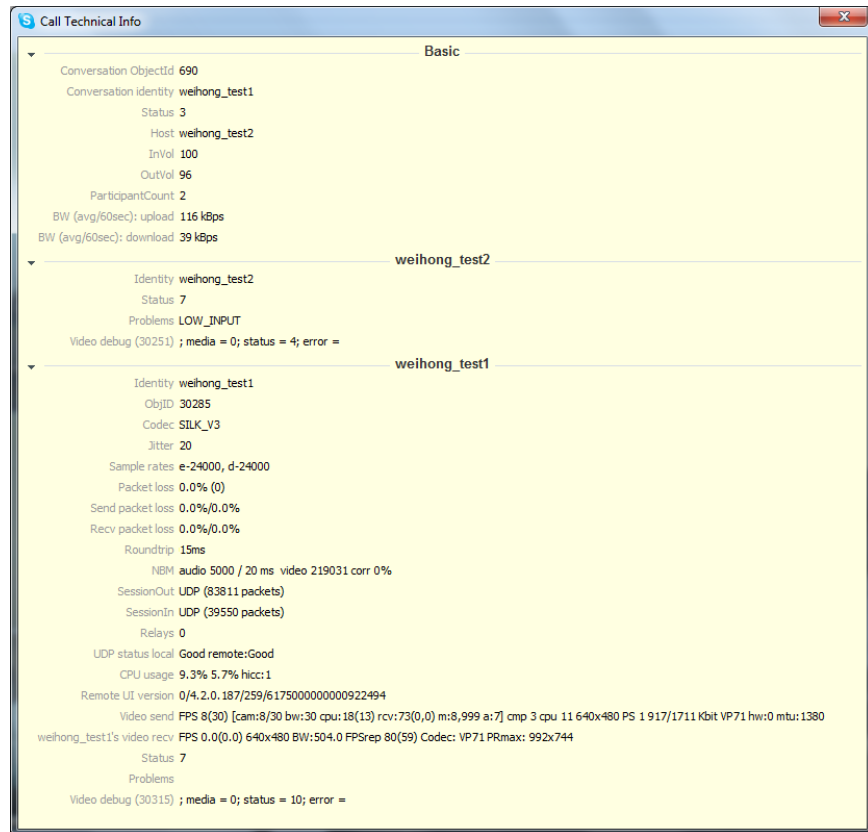 Call Technical Info
Basic
Conversation ObjectId 690
Conversation identity weihong_test1
Status 3
Host weihong_test2
InVol 100
OutVol 96
ParticipantCount 2
BW (avg/60sec): upload 116 kBps
BW (avg/60sec): download 39 kBps
weihong_test2
Identity weihong_test2
Status 7
Problems LOW_INPUT
Video debug (30251) ; media = 0; status = 4; error =
weihong_test1
Identity weihong_test1
ObjID 30285
Codec SILK_V3
Jitter 20
Sample rates e-24000, d-24000
Packet loss 0.0% (0)
Send packet loss 0.0%/0.0%
Recv packet loss 0.0%/0.0%
Roundtrip 15ms
NBM audio 5000 / 20 ms video 219031 corr 0%
SessionOut UDP (83811 packets)
SessionIn UDP (39550 packets)
Relays 0
UDP status local Good remote:Good
CPU usage 9.3% 5.7% hicc:1
Remote UI version 0/4.2.0.187/259/6175000000000922494
Video send FPS 8(30) [cam:8/30 bw:30 cpu:18(13) rcv:73(0,0) m:8,999 a:7] cmp 3 cpu 11 640x480 PS 1 917/1711 Kbit VP71 hw:0 mtu:1380
weihong_test1's video recv FPS 0.0(0.0) 640x480 BW:504.0 FPSrep 80(59) Codec: VP71 PRmax: 992x744
Status 7
Problems
Video debug (30315) ; media = 0; status = 10; error =